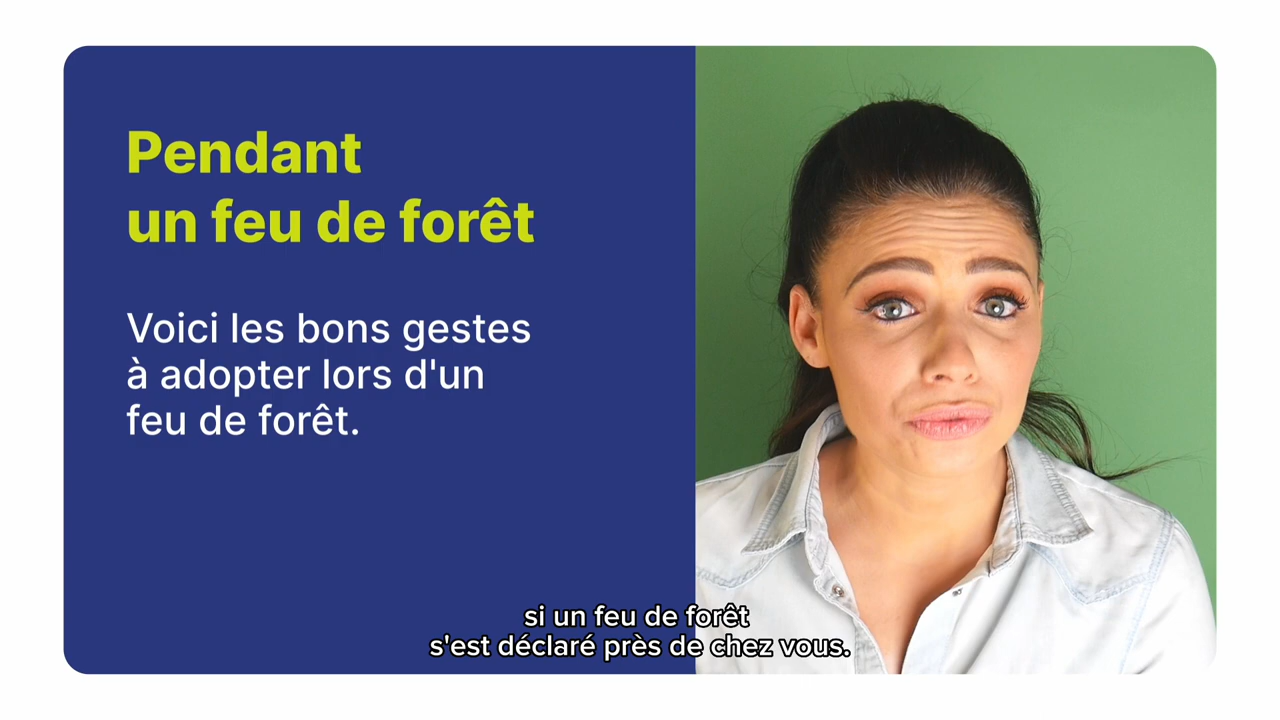 Pendant
un feu de forêt
Voici les bons gestes
à adopter lors d'un
feu de forêt.
si un feu de forêt
s'est déclaré près de chez vous.